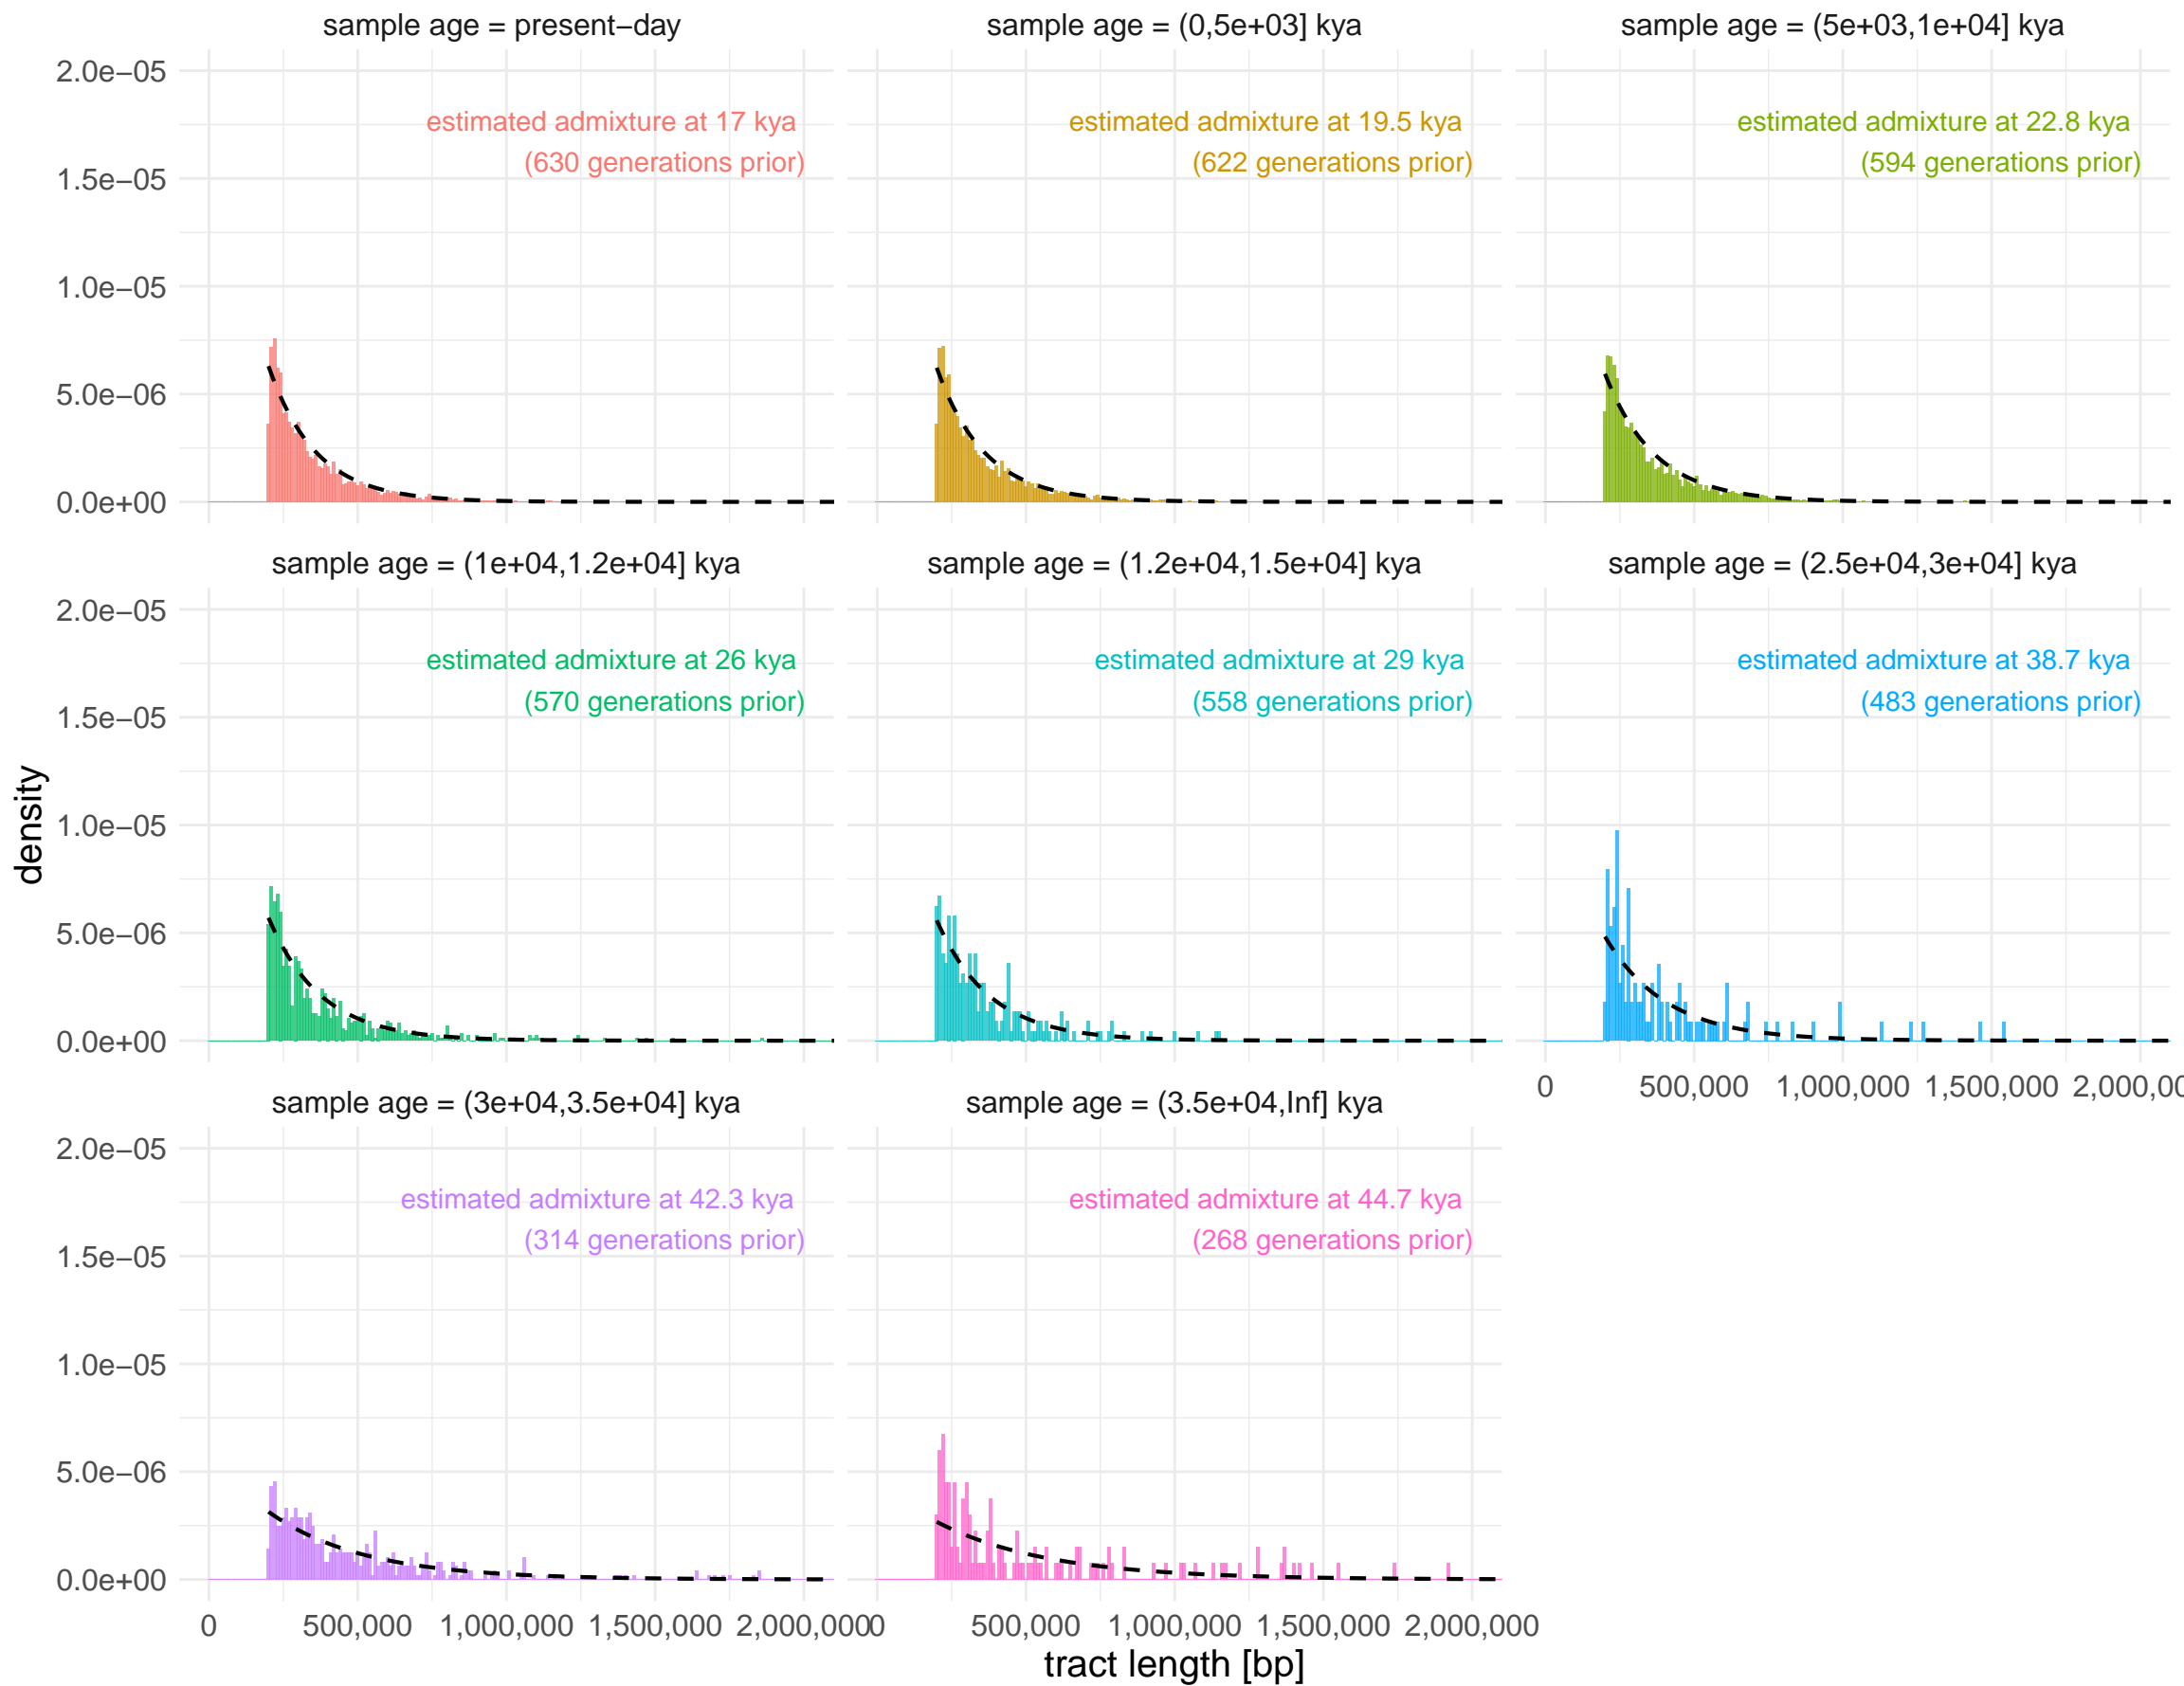 sample age = present−day
sample age = (0,5e+03] kya
sample age = (5e+03,1e+04] kya
2.0e−05
1.5e−05
1.0e−05
5.0e−06
0.0e+00
estimated admixture at 17 kya
(630 generations prior)
estimated admixture at 19.5 kya
(622 generations prior)
estimated admixture at 22.8 kya
(594 generations prior)
sample age = (1e+04,1.2e+04] kya
sample age = (1.2e+04,1.5e+04] kya
sample age = (2.5e+04,3e+04] kya
2.0e−05
1.5e−05
1.0e−05
5.0e−06
0.0e+00
estimated admixture at 26 kya
(570 generations prior)
estimated admixture at 29 kya
(558 generations prior)
estimated admixture at 38.7 kya
(483 generations prior)
0 500,000 1,000,000 1,500,000 2,000,0
density
sample age = (3e+04,3.5e+04] kya
sample age = (3.5e+04,Inf] kya
2.0e−05
1.5e−05
1.0e−05
5.0e−06
0.0e+00
estimated admixture at 42.3 kya
(314 generations prior)
estimated admixture at 44.7 kya
(268 generations prior)
0 500,000 1,000,000 1,500,000 2,000,000
0 500,000 1,000,000 1,500,000 2,000,000
tract length [bp]